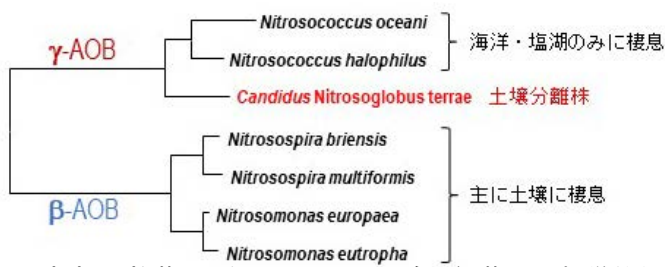 Nitrosococcus oceani
γ-AOB
海洋・塩湖のみに棲息
Nitrosococcus halophilus
Candidus Nitrosoglobus terrae 土壌分離株
Nitrosospira briensis
Nitrosospira multiformis
主に土壌に棲息
β-AOB
Nitrosomonas europaea
Nitrosomonas eutropha